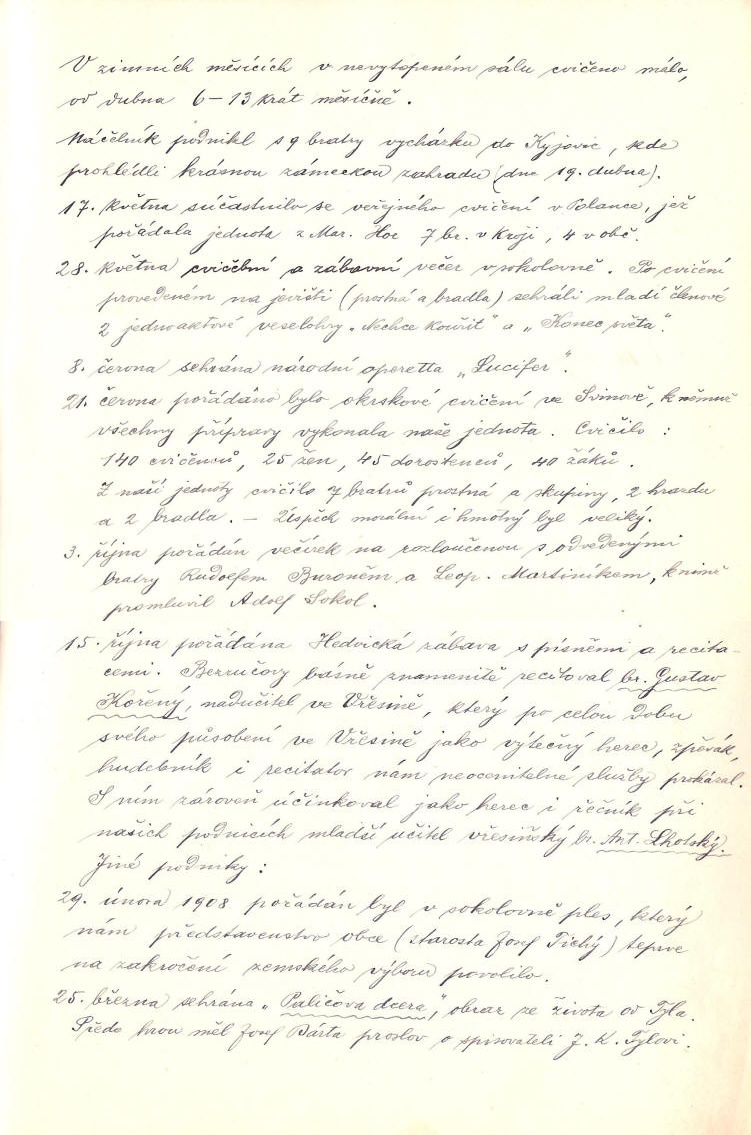 V zimních měsících v nevytopeném sálu cvičeno málo,
od dubna 6–13 krát měsíčně.
Náčelník podnikl s 9 bratry vycházku do Kyjovic, kde
prohlédli krásnou zámeckou zahradu (dne 19. dubna).
17. května súčastnilo se veřejného cvičení v Polance, jež
pořádala jednota z Mar. Hor 7 br. v kroji, 4 v obč.
28. května cvičební a zábavní večer v sokolovně. Po cvičení
provedeném na jevišti (prostná a bradla) sehráli mladí členové
2 jednoaktové veselohry „Nechce kouřit" a „Konec světa".
8. června sehrána národní operetta „Lucifer".
21. června pořádáno bylo okrskové cvičení ve Svinově, k němuž
všechny přípravy vykonala naše jednota. Cvičilo :
140 cvičenců, 25 žen, 45 dorostenců, 40 žáků.
Z naší jednoty cvičilo 7 bratrů prostná a skupiny, 2 hrazdu
a 2 bradla. – Úspěch morální i hmotný byl veliký.
3. října pořádán večírek na rozloučenou s odvedenými
bratry Rudolfem Buroněm a Leop. Martiníkem, k nimž
promluvil Adolf Sokol.
15. října pořádána Hedvická zábava s písněmi a recita-
cemi. Bezručovy básně znamenitě recitoval br. Gustav
Kořený, nadučitel ve Vřesině, který po celou dobu
svého působení ve Vřesině jako výtečný herec, zpěvák,
hudebník i recitator nám neocenitelné služby prokázal.
S ním zároveň účinkoval jako herec i řečník při
našich podnicích mladší učitel vřesiňský br. Ant. Lhotský.
Jiné podniky :
29. února 1908 pořádán byl v sokolovně ples, který
nám představenstvo obce (starosta Josef Tichý) teprve
na zakročení zemského výboru povolilo.
25. března sehrána „Paličova dcera", obraz ze života od Tyla.
Přede hrou měl Josef Bárta proslov o spisovateli J. K. Tylovi.